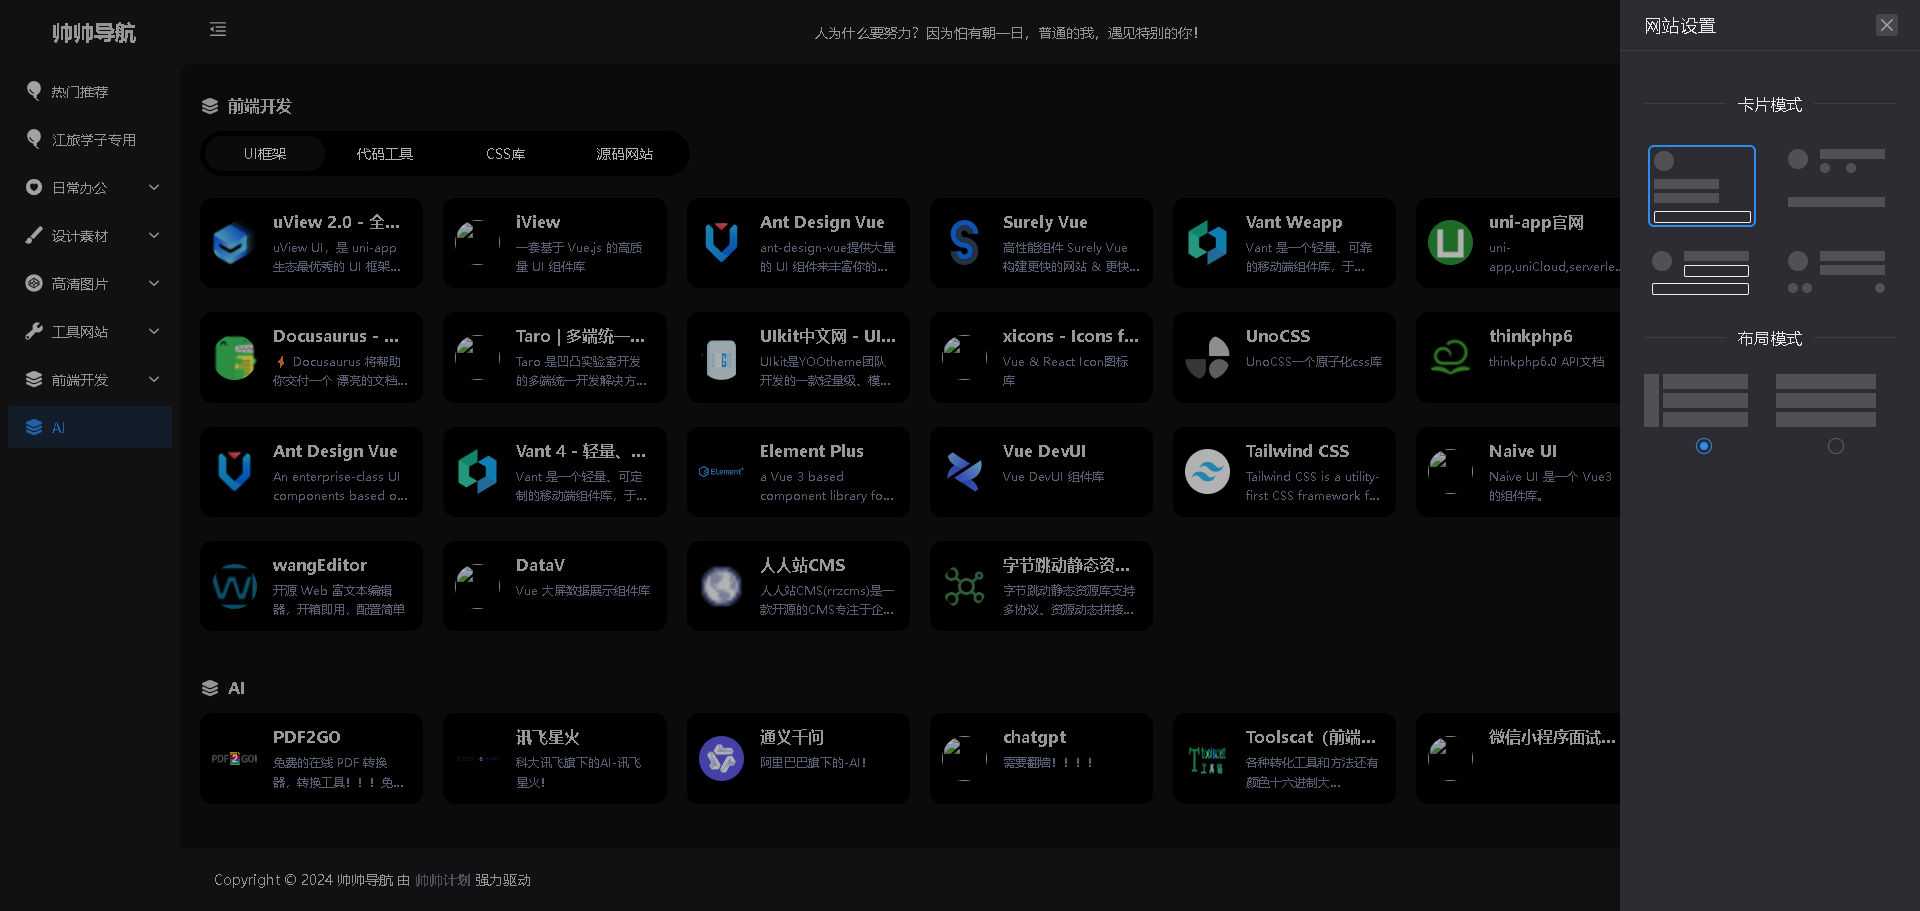 帅帅导航
人为什么要努力？因为怕有朝一日，普通的我，遇见特别的你！
网站设置
热门推荐
江旅学子专用
日常办公
设计素材
高清图片
工具网站
前端开发
AI
前端开发
UI框架 代码工具 CSS库 源码网站
uView 2.0 - 全...
uView UI，是 uni-app
生态最优秀的 UI 框架...
iView
一套基于 Vue.js 的高质
量 UI 组件库
Ant Design Vue
ant-design-vue提供大量
的 UI 组件来丰富你的...
Surely Vue
高性能组件 Surely Vue
构建更快的网站 & 更快...
Vant Weapp
Vant 是一个轻量、可靠
的移动端组件库，于...
uni-app官网
uni-
app,uniCloud,serverle...
Docusaurus - ...
Docusaurus 将帮助
你交付一个 漂亮的文档...
Taro | 多端统一...
Taro 是凹凸实验室开发
的多端统一开发解决方...
UIkit中文网 - UI...
UIkit是YOOtheme团队
开发的一款轻量级、模...
xicons - Icons f...
Vue & React Icon图标
库
UnoCSS
UnoCSS一个原子化css库
thinkphp6
thinkphp6.0 API文档
Ant Design Vue
An enterprise-class UI
components based o...
Vant 4 - 轻量、...
Vant 是一个轻量、可定
制的移动端组件库，于...
Element
Element Plus
a Vue 3 based
component library fo...
Vue DevUI
Vue DevUI 组件库
Tailwind CSS
Tailwind CSS is a utility-
first CSS framework f...
Naive UI
Naive UI 是一个 Vue3
的组件库。
wangEditor
开源 Web 富文本编辑
器，开箱即用，配置简单
DataV
Vue 大屏数据展示组件库
人人站CMS
人人站CMS(rrzcms)是一
款开源的CMS专注于企...
字节跳动静态资...
字节跳动静态资源库支持
多协议、资源动态拼接...
AI
PDF2GO!
PDF2GO
免费的在线 PDF 转换
器，转换工具！！！免...
讯飞星火
科大讯飞旗下的AI-讯飞
星火！
通义千问
阿里巴巴旗下的-AI！
chatgpt
需要翻墙！！！！
Toolscat
工具猫
Toolscat（前端...
各种转化工具和方法还有
颜色十六进制大...
微信小程序面试...
卡片模式
布局模式
Copyright © 2024 帅帅导航 由 帅帅计划 强力驱动